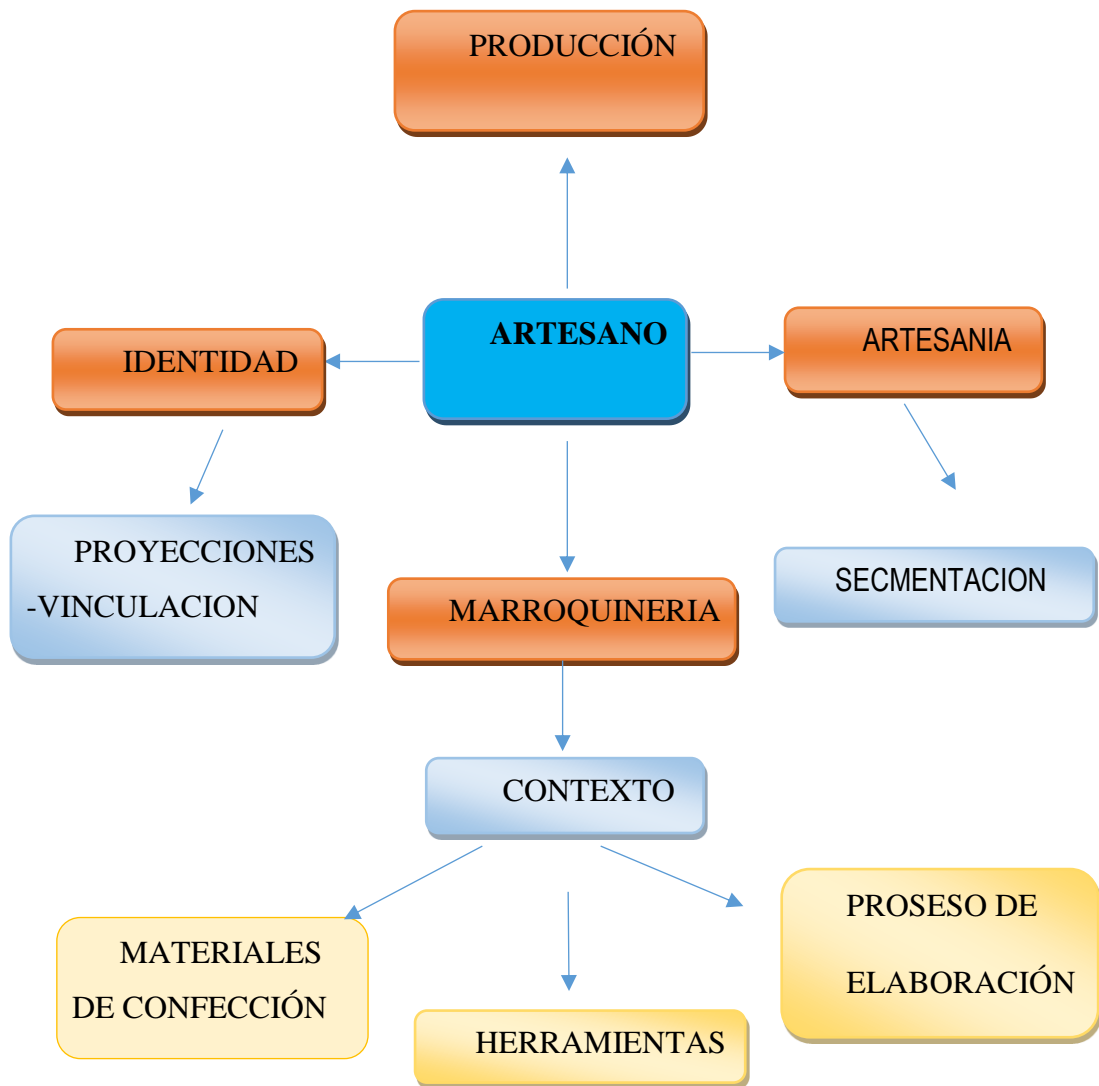 PRODUCCIÓN
ARTESANO
IDENTIDAD
ARTESANIA
PROYECCIONES
-VINCULACION
SECMENTACION
MARROQUINERIA
CONTEXTO
MATERIALES
DE CONFECCIÓN
HERRAMIENTAS
PROSESO DE
ELABORACIÓN